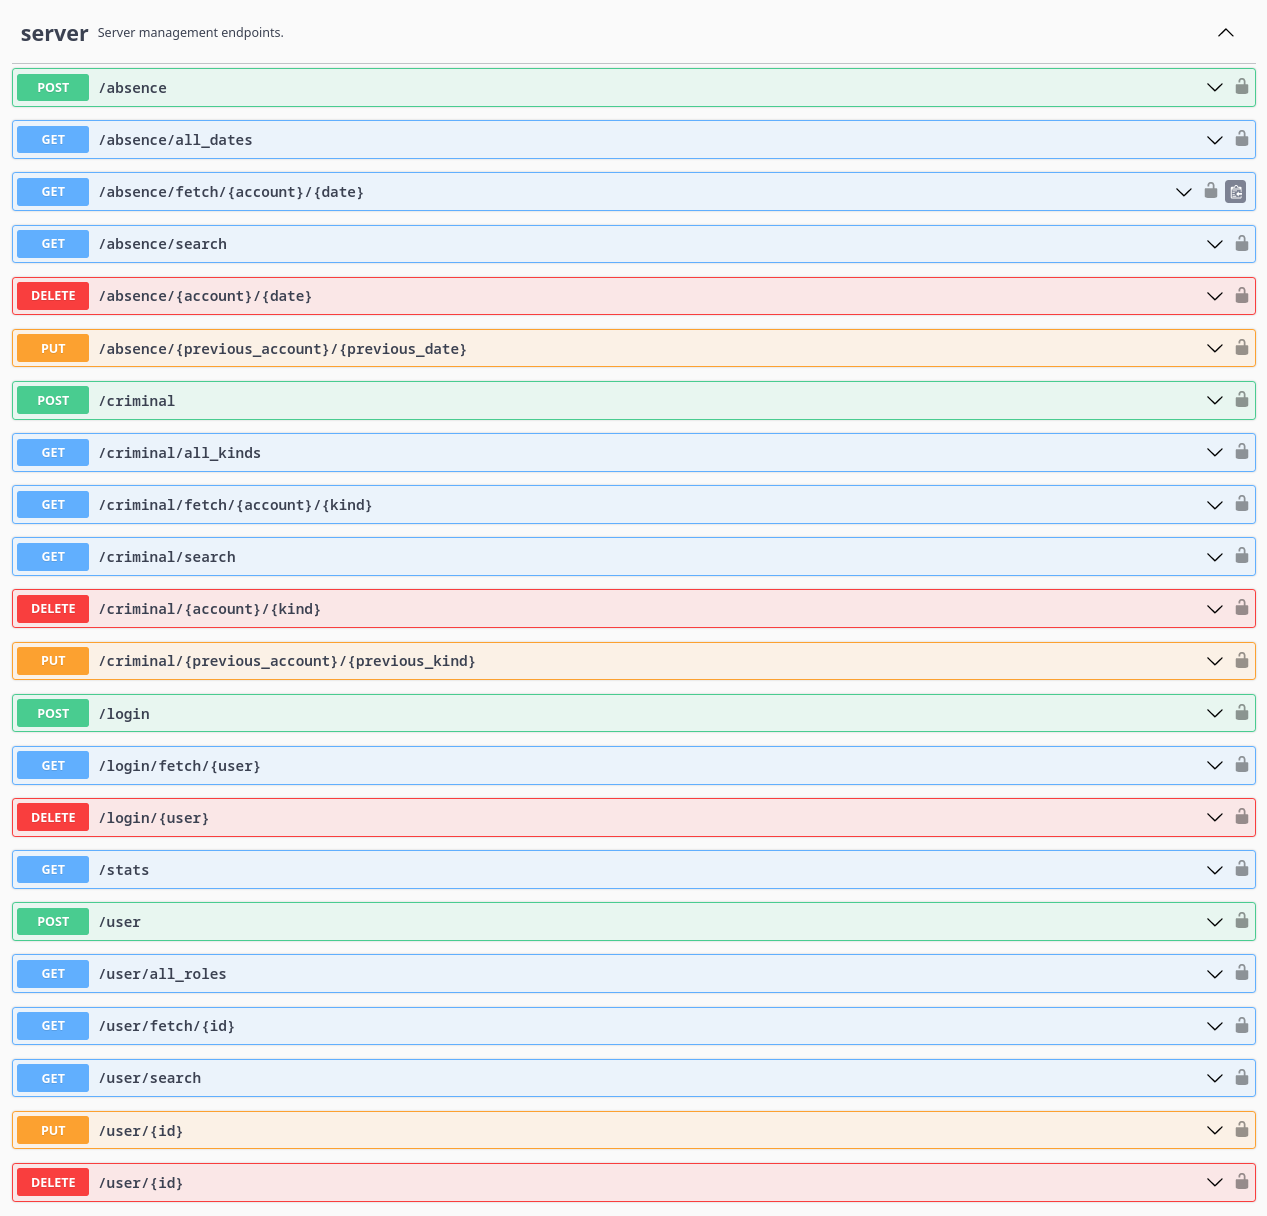 server Server management endpoints.
POST /absence
GET /absence/all_dates
GET /absence/fetch/{account}/{date}
GET /absence/search
DELETE /absence/{account}/{date}
PUT /absence/{previous_account}/{previous_date}
POST /criminal
GET /criminal/all_kinds
GET /criminal/fetch/{account}/{kind}
GET /criminal/search
DELETE /criminal/{account}/{kind}
PUT /criminal/{previous_account}/{previous_kind}
POST /login
GET /login/fetch/{user}
DELETE /login/{user}
GET /stats
POST /user
GET /user/all_roles
GET /user/fetch/{id}
GET /user/search
PUT /user/{id}
DELETE /user/{id}